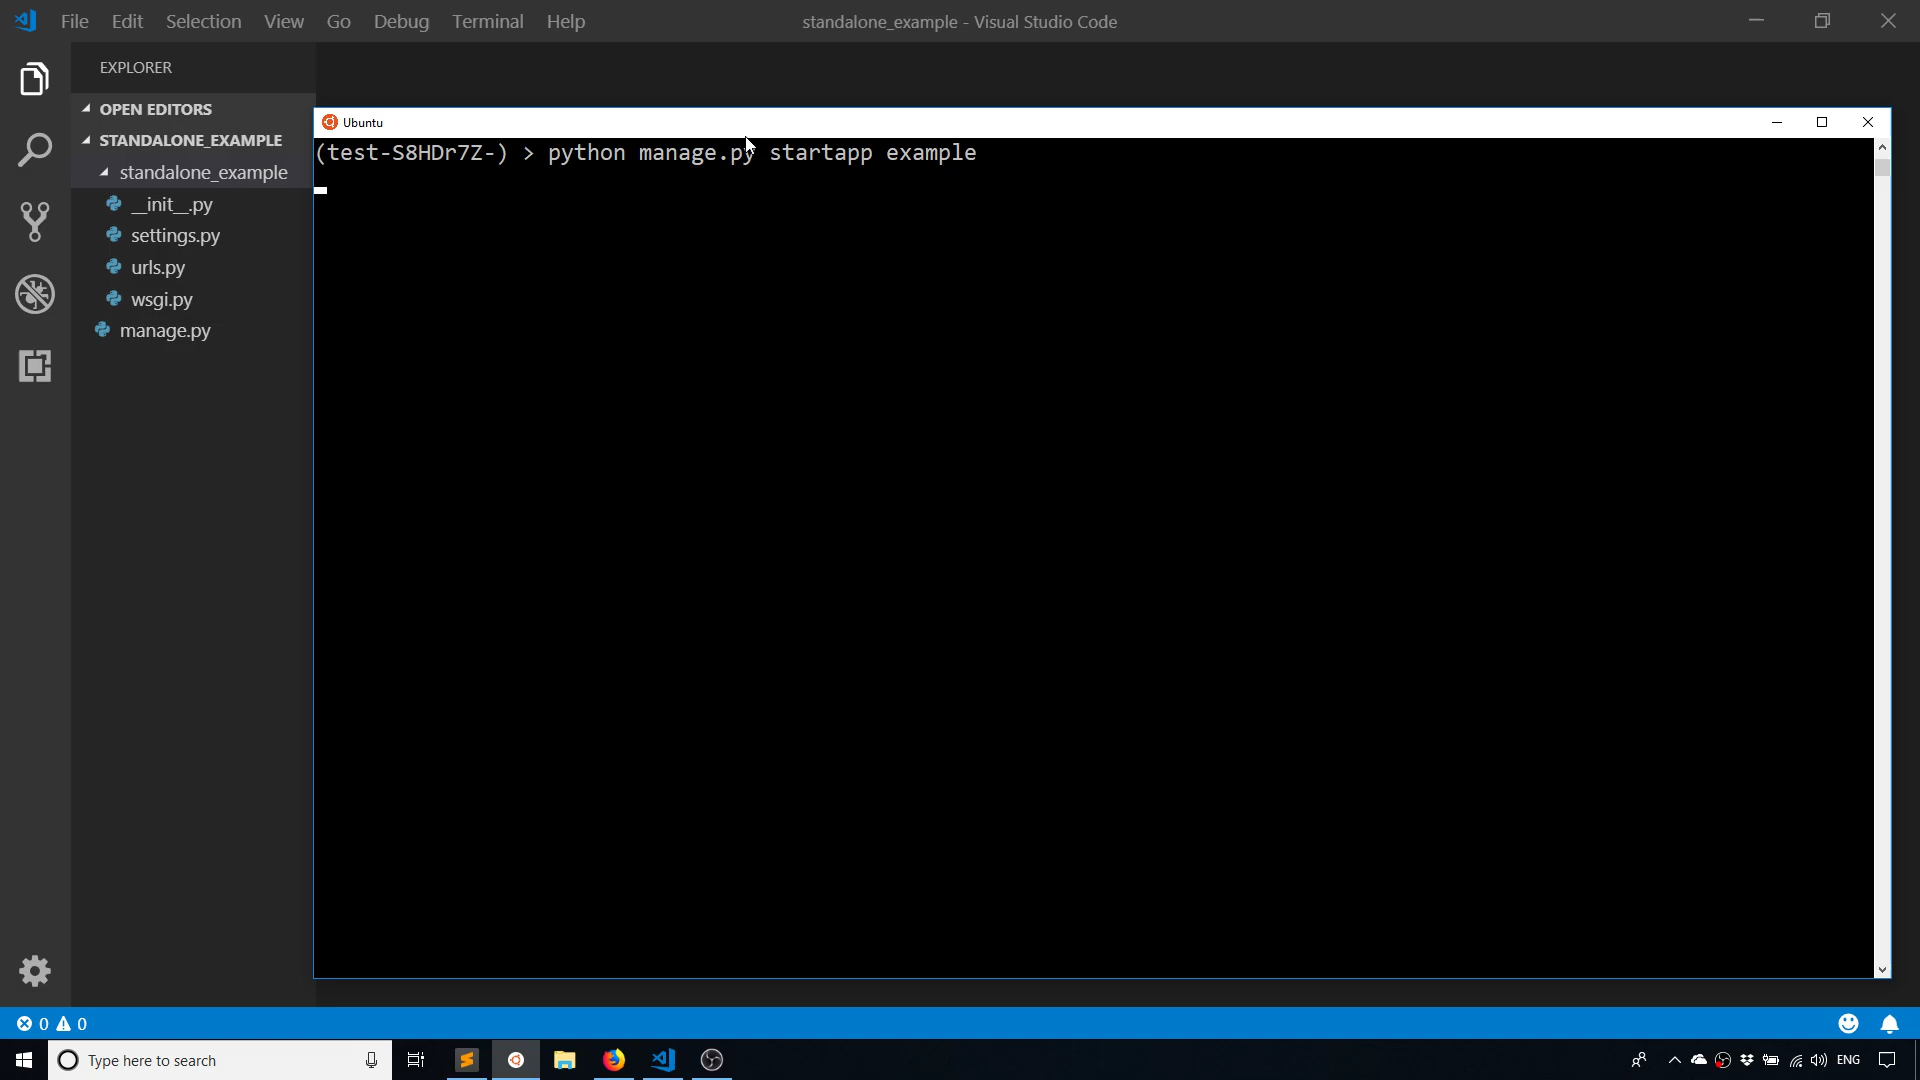 File Edit Selection View Go Debug Terminal Help
standalone_example - Visual Studio Code
EXPLORER
OPEN EDITORS
STANDALONE_EXAMPLE
standalone_example
__init__.py
settings.py
urls.py
wsgi.py
manage.py
Ubuntu
(test-S8HDr7Z-) > python manage.py startapp example
0 0
Type here to search
ENG